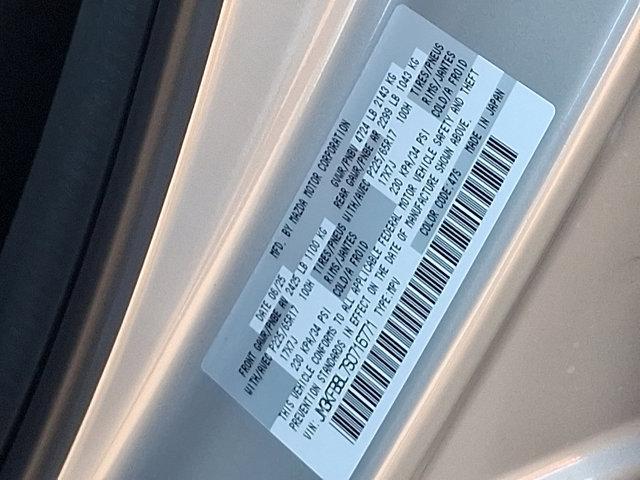 MFD. BY MAZDA MOTOR CORPORATION
DATE 06/25 GVWR/PNBV 4724 LB 2143 KG
FRONT GAWR/PNBE AV 2425 LB 1100 KG REAR GAWR/PNBE AR 2299 LB 1043 KG
WITH/AVEC P225/65R17 100H TIRES/PNEUS WITH/AVEC P225/65R17 100H TIRES/PNEUS
17X7J RIMS/JANTES 17X7J RIMS/JANTES
230 KPA/34 PSI COLD/A FROID 230 KPA/34 PSI COLD/A FROID
THIS VEHICLE CONFORMS TO ALL APPLICABLE FEDERAL MOTOR VEHICLE SAFETY AND THEFT
PREVENTION STANDARDS IN EFFECT ON THE DATE OF MANUFACTURE SHOWN ABOVE.
VIN: JM3KFBBL7S0716771 TYPE:MPV COLOR CODE:47S MADE IN JAPAN